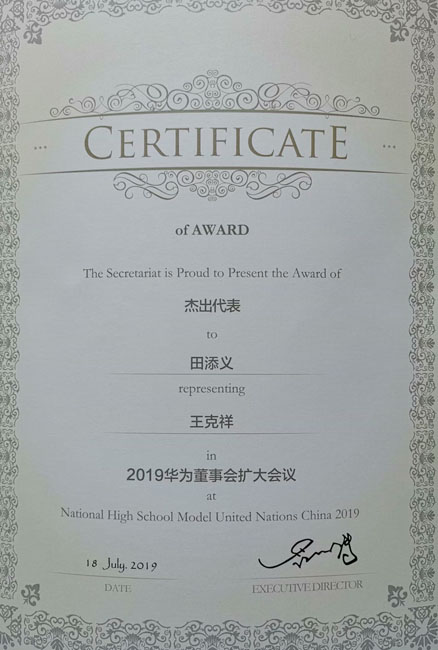 CERTIFICATE
of AWARD
The Secretariat is Proud to Present the Award of
杰出代表
to
田添义
representing
王克祥
in
2019华为董事会扩大会议
at
National High School Model United Nations China 2019
18 July. 2019
DATE
EXECUTIVE DIRECTOR